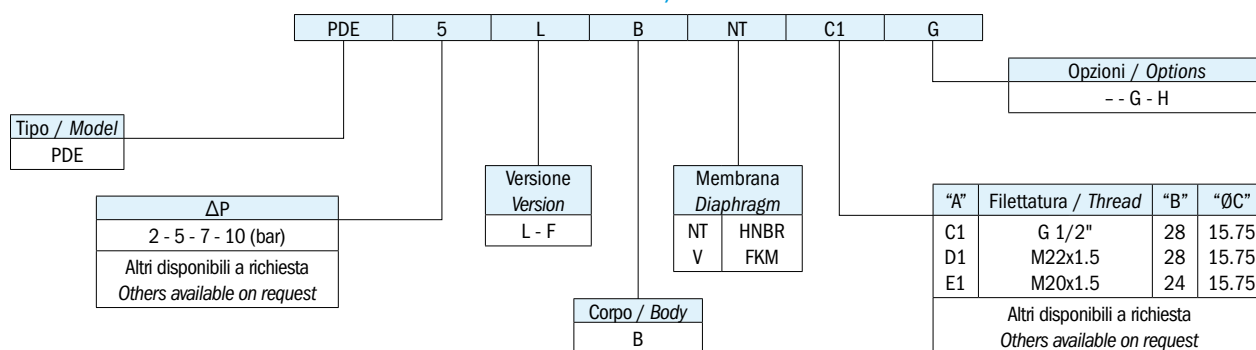 PDE 5 L B NT C1 G
Opzioni / Options
– - G - H
Tipo / Model
PDE
ΔP
2 - 5 - 7 - 10 (bar)
Altri disponibili a richiesta
Others available on request
Versione
Version
L - F
Membrana
Diaphragm
NT HNBR
V FKM
Corpo / Body
B
“A” Filettatura / Thread “B” “ØC”
C1 G 1/2" 28 15.75
D1 M22x1.5 28 15.75
E1 M20x1.5 24 15.75
Altri disponibili a richiesta
Others available on request